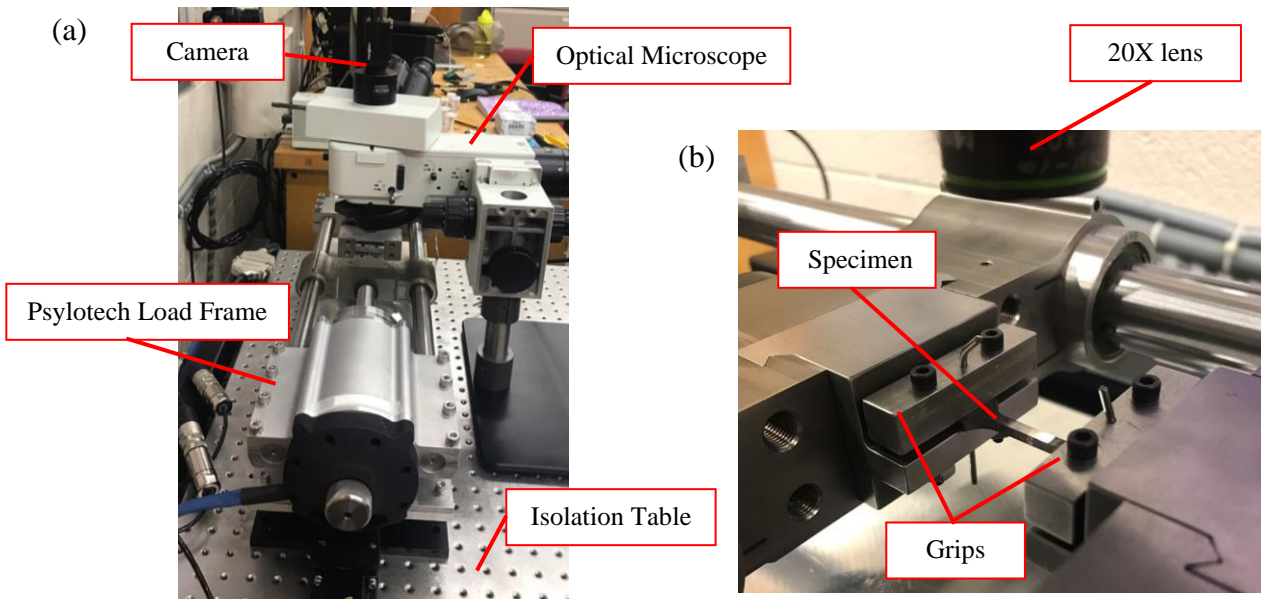 (a)
Camera
Optical Microscope
Psylotech Load Frame
Isolation Table
20X lens
(b)
Specimen
Grips